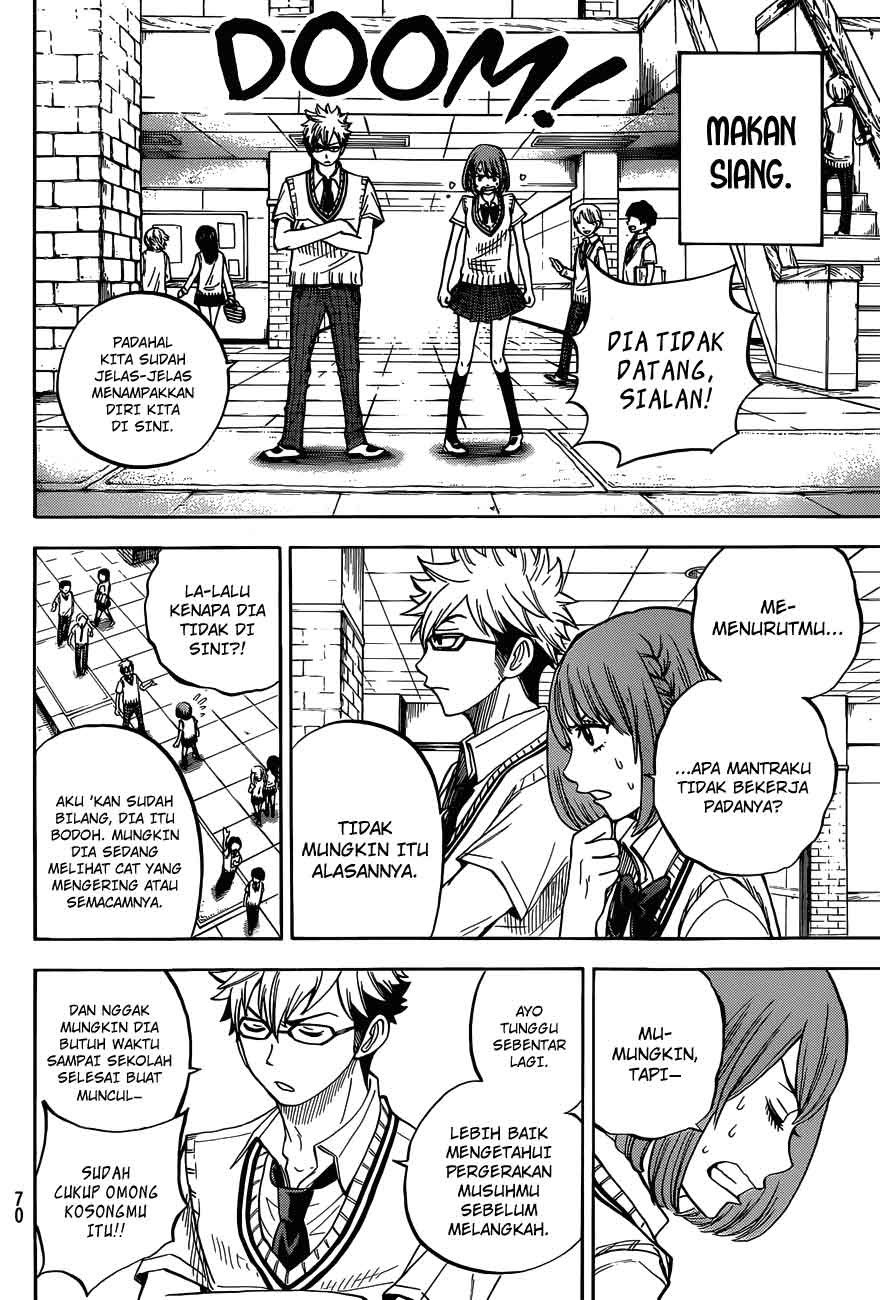 DOOM!
MAKAN
SIANG.
DIA TIDAK
DATANG,
SIALAN!
PADAHAL
KITA SUDAH
JELAS-JELAS
MENAMPAKKAN
DIRI KITA
DI SINI.
ME-
MENURUTMU...
...APA MANTRAKU
TIDAK BEKERJA
PADANYA?
TIDAK
MUNGKIN ITU
ALASANNYA.
LA-LALU
KENAPA DIA
TIDAK DI
SINI?!
AKU 'KAN SUDAH
BILANG, DIA ITU
BODOH. MUNGKIN
DIA SEDANG
MELIHAT CAT YANG
MENGERING ATAU
SEMACAMNYA.
MU-
MUNGKIN,
TAPI—
AYO
TUNGGU
SEBENTAR
LAGI.
LEBIH BAIK
MENGETAHUI
PERGERAKAN
MUSUHMU
SEBELUM
MELANGKAH.
DAN NGGAK
MUNGKIN DIA
BUTUH WAKTU
SAMPAI SEKOLAH
SELESAI BUAT
MUNCUL—
SUDAH
CUKUP OMONG
KOSONGMU
ITU!!
70